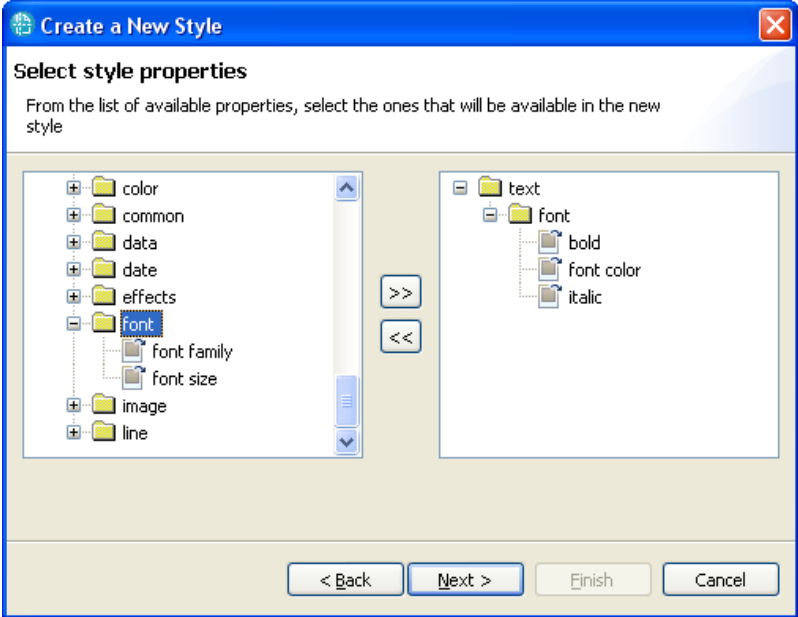 Create a New Style
Select style properties
From the list of available properties, select the ones that will be available in the new
style
color
common
data
date
effects
font
font family
font size
image
line
>>
<<
text
font
bold
font color
italic
< Back
Next >
Finish
Cancel